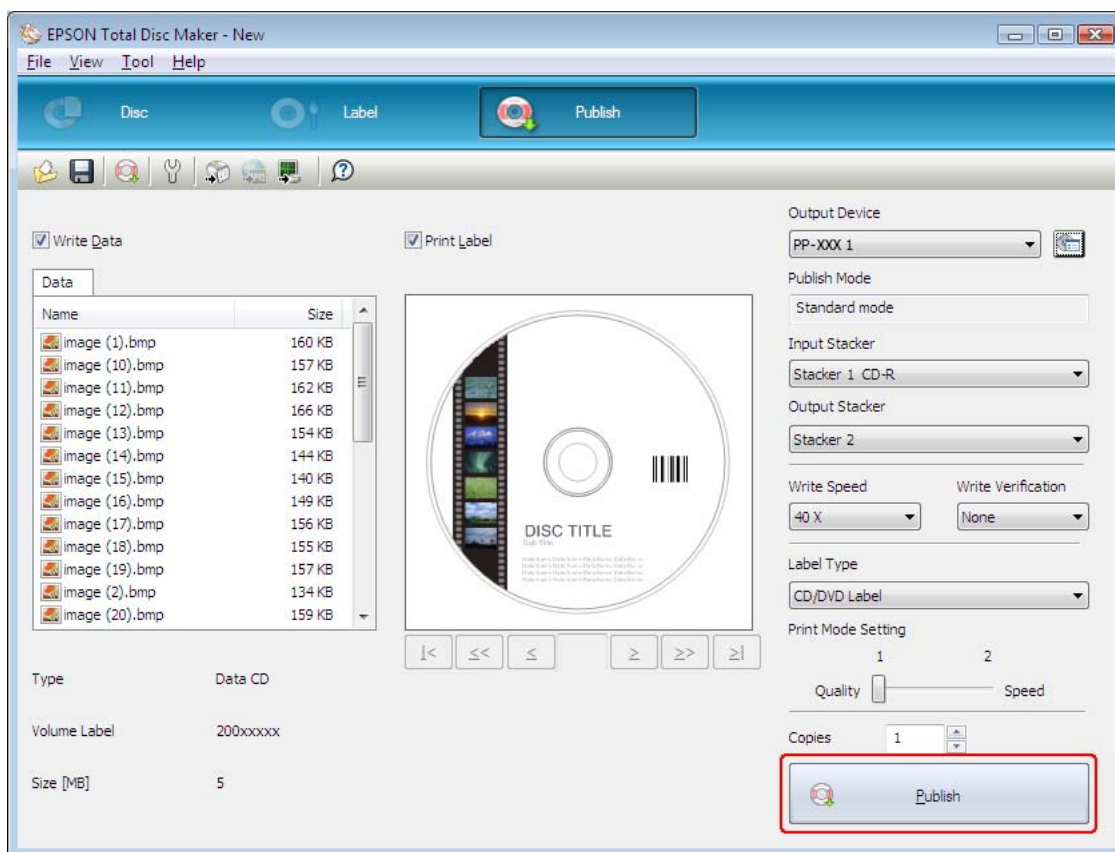 EPSON Total Disc Maker - New
File View Tool Help
Disc Label Publish
Write Data
Print Label
Data
Name Size
image (1).bmp 160 KB
image (10).bmp 157 KB
image (11).bmp 162 KB
image (12).bmp 166 KB
image (13).bmp 154 KB
image (14).bmp 144 KB
image (15).bmp 140 KB
image (16).bmp 149 KB
image (17).bmp 156 KB
image (18).bmp 155 KB
image (19).bmp 157 KB
image (2).bmp 134 KB
image (20).bmp 159 KB
DISC TITLE
Sub Title
|< << < > >> >|
Type Data CD
Volume Label 200xxxxx
Size [MB] 5
Output Device
PP-XXX 1
Publish Mode
Standard mode
Input Stacker
Stacker 1 CD-R
Output Stacker
Stacker 2
Write Speed Write Verification
40 X None
Label Type
CD/DVD Label
Print Mode Setting
1 2
Quality Speed
Copies 1
Publish